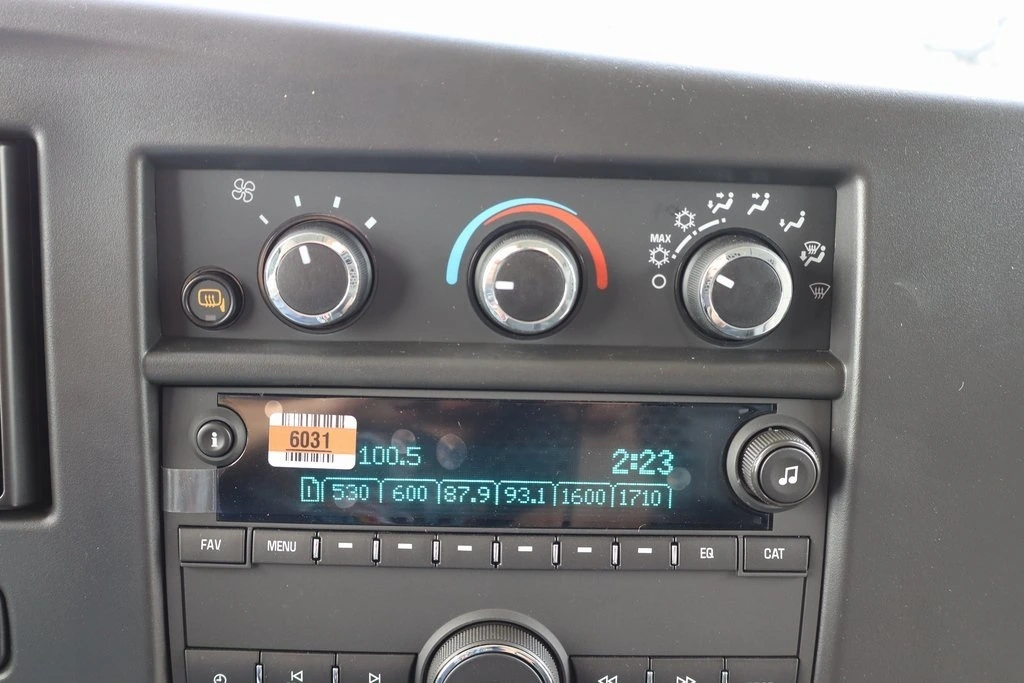 MAX
6031
100.5 2:23
D 530 600 87.9 93.1 1600 1710
i
FAV MENU EQ CAT